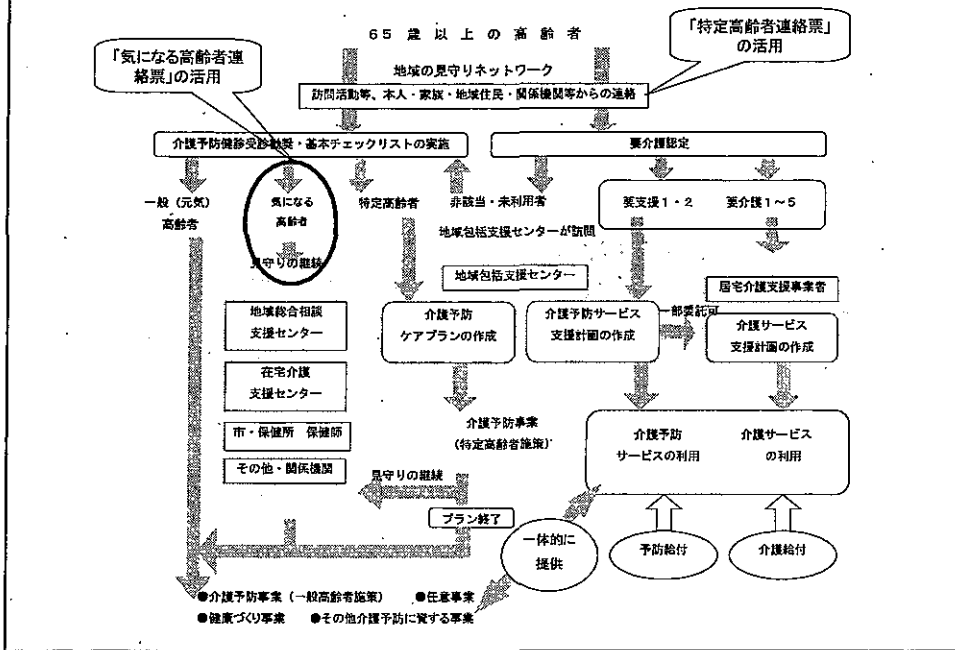 65歳以上の高齢者
「気になる高齢者連
絡票」の活用
「特定高齢者連絡票」
の活用
地域の見守りネットワーク
訪問活動等、本人・家族・地域住民・関係機関等からの連絡
介護予防健診受診勧奨・基本チェックリストの実施
要介護認定
一般（元気）
高齢者
気になる
高齢者
特定高齢者
非該当・未利用者
要支援1・2
要介護1～5
地域包括支援センターが訪問
見守りの継続
地域包括支援センター
居宅介護支援事業者
地域総合相談
支援センター
介護予防
ケアプランの作成
介護予防サービス
支援計画の作成
一部委託可
介護サービス
支援計画の作成
在宅介護
支援センター
市・保健所 保健師
その他・関係機関
介護予防事業
（特定高齢者施策）
介護予防
サービスの利用
介護サービス
の利用
見守りの継続
プラン終了
一体的に
提供
予防給付
介護給付
●介護予防事業（一般高齢者施策） ●任意事業
●健康づくり事業 ●その他介護予防に資する事業